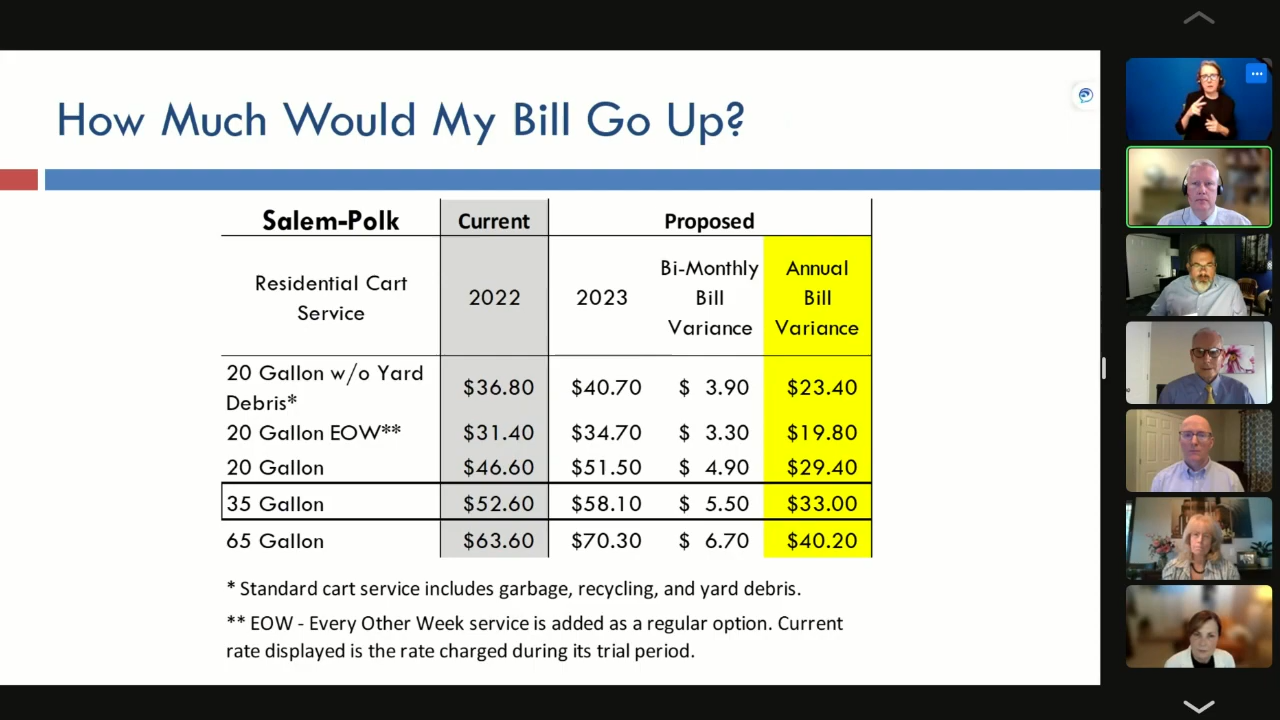 How Much Would My Bill Go Up?
Salem-Polk Current Proposed
Residential Cart Service 2022 2023 Bi-Monthly Bill Variance Annual Bill Variance
20 Gallon w/o Yard Debris* $36.80 $40.70 $ 3.90 $23.40
20 Gallon EOW** $31.40 $34.70 $ 3.30 $19.80
20 Gallon $46.60 $51.50 $ 4.90 $29.40
35 Gallon $52.60 $58.10 $ 5.50 $33.00
65 Gallon $63.60 $70.30 $ 6.70 $40.20
* Standard cart service includes garbage, recycling, and yard debris.
** EOW - Every Other Week service is added as a regular option. Current
rate displayed is the rate charged during its trial period.